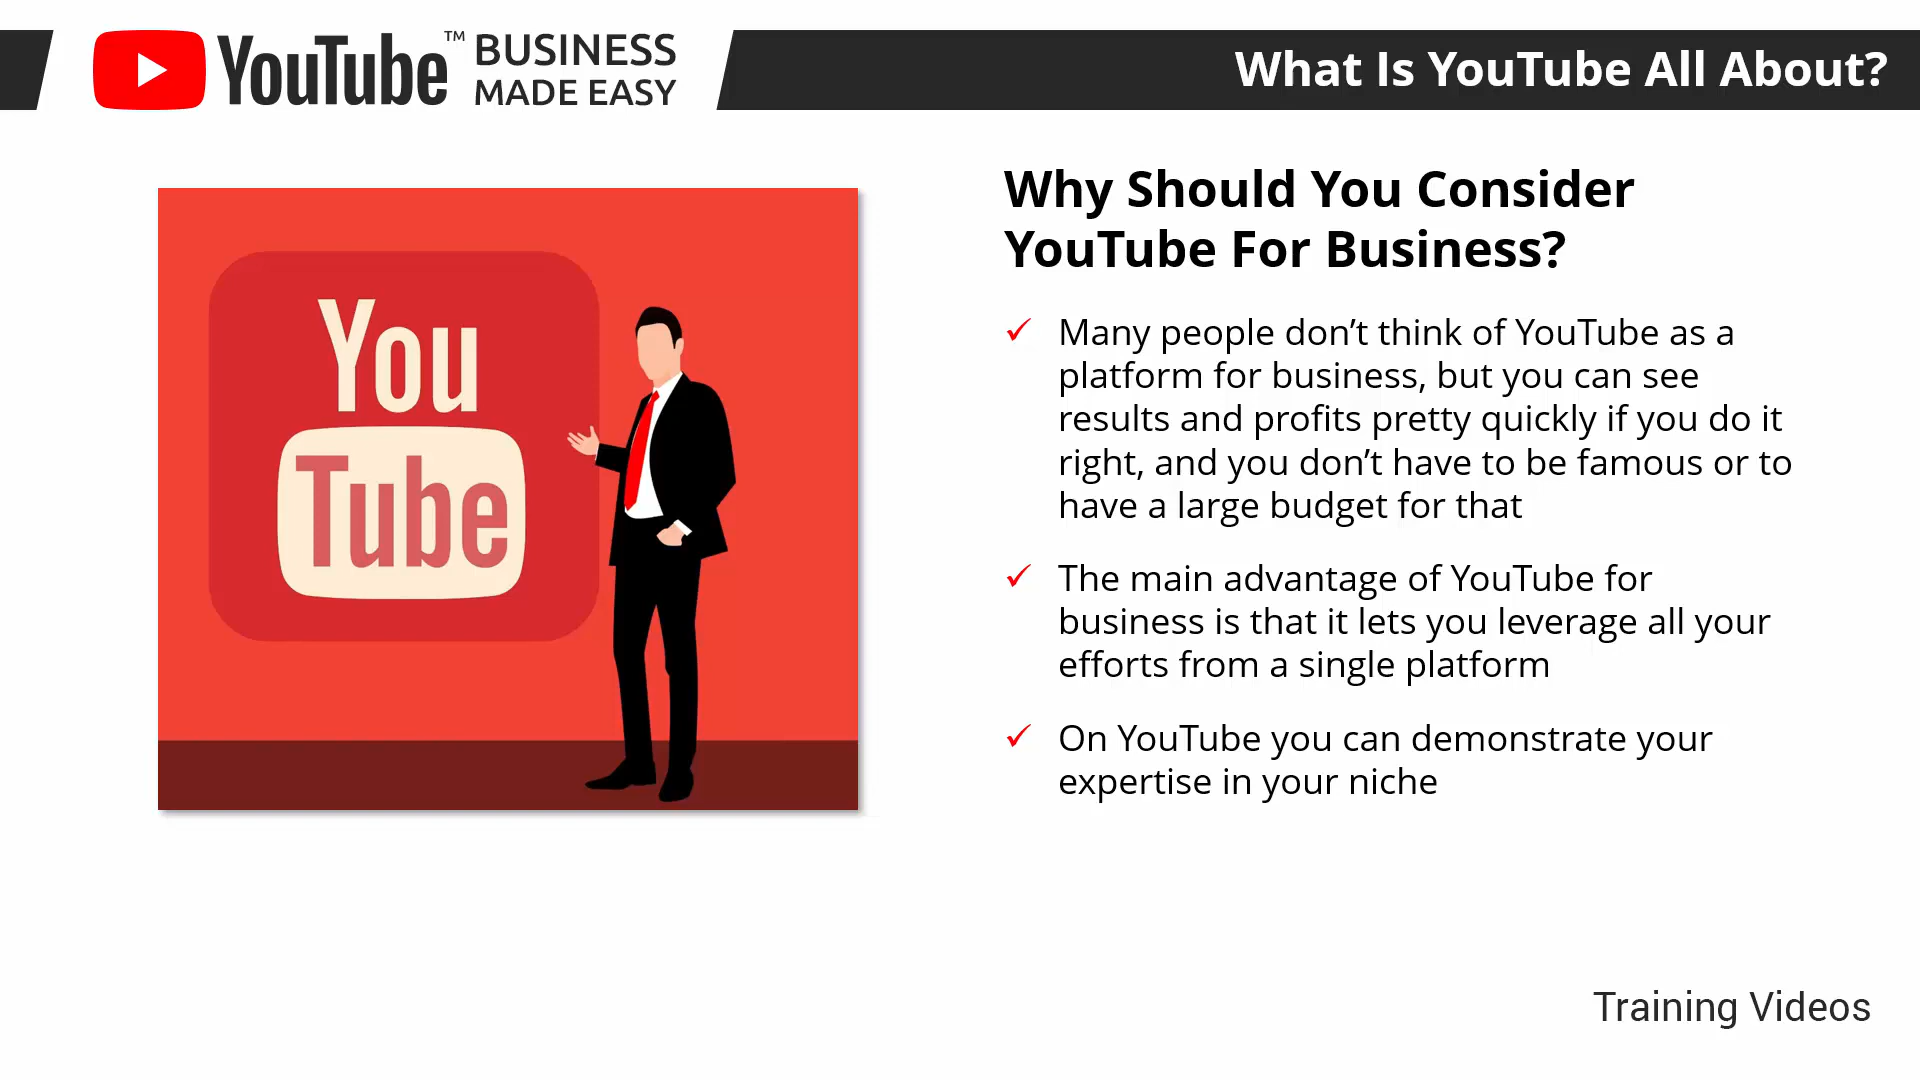 YouTube™ BUSINESS
MADE EASY
What Is YouTube All About?
You
Tube
Why Should You Consider
YouTube For Business?
✓ Many people don’t think of YouTube as a
platform for business, but you can see
results and profits pretty quickly if you do it
right, and you don’t have to be famous or to
have a large budget for that
✓ The main advantage of YouTube for
business is that it lets you leverage all your
efforts from a single platform
✓ On YouTube you can demonstrate your
expertise in your niche
Training Videos